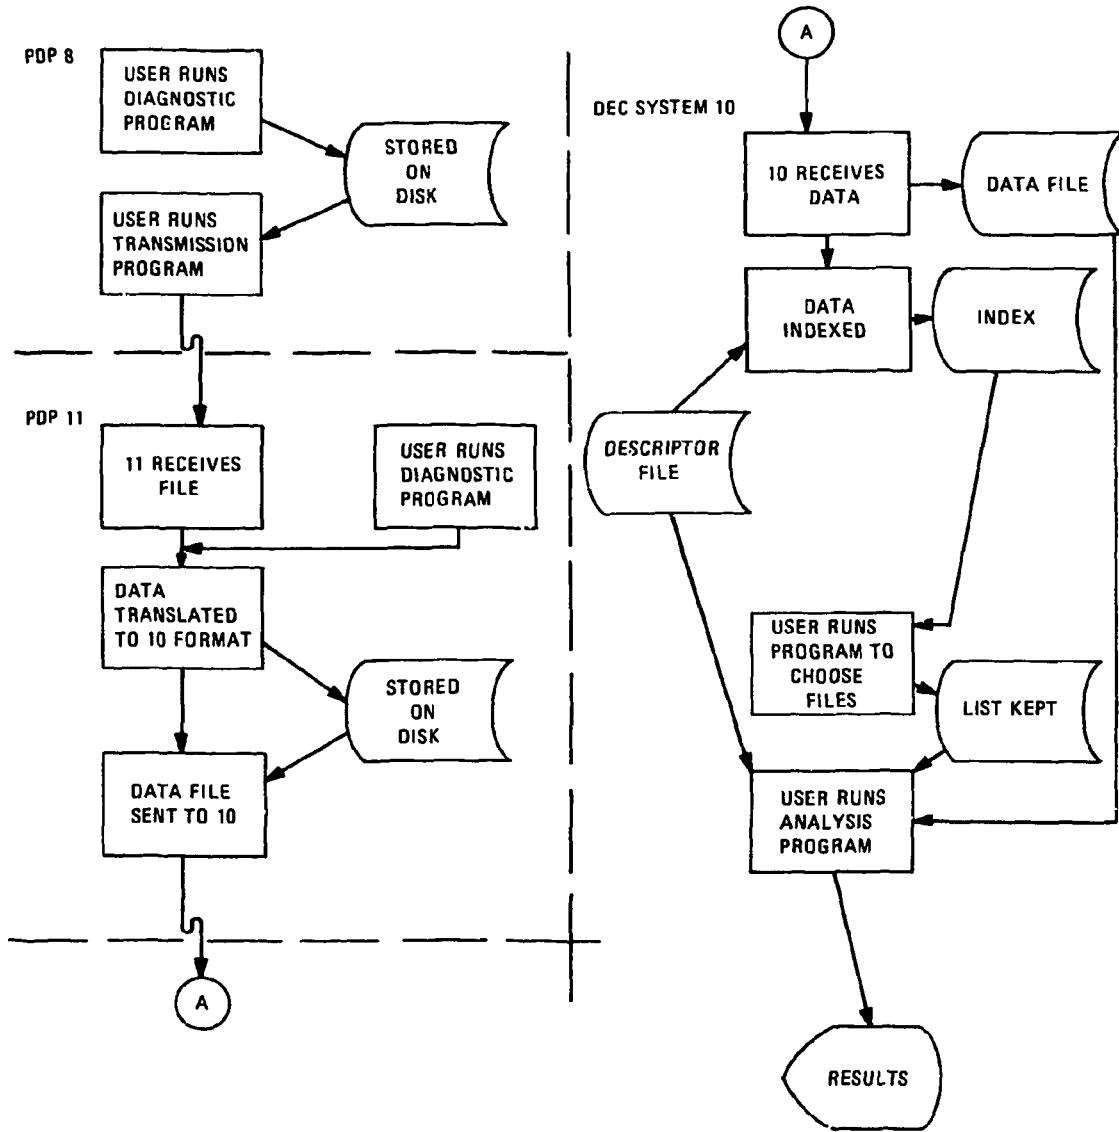 PDP 8
USER RUNS
DIAGNOSTIC
PROGRAM
STORED
ON
DISK
USER RUNS
TRANSMISSION
PROGRAM
PDP 11
11 RECEIVES
FILE
USER RUNS
DIAGNOSTIC
PROGRAM
DATA
TRANSLATED
TO 10 FORMAT
STORED
ON
DISK
DATA FILE
SENT TO 10
A
A
DEC SYSTEM 10
10 RECEIVES
DATA
DATA FILE
DATA
INDEXED
INDEX
DESCRIPTOR
FILE
USER RUNS
PROGRAM TO
CHOOSE
FILES
LIST KEPT
USER RUNS
ANALYSIS
PROGRAM
RESULTS